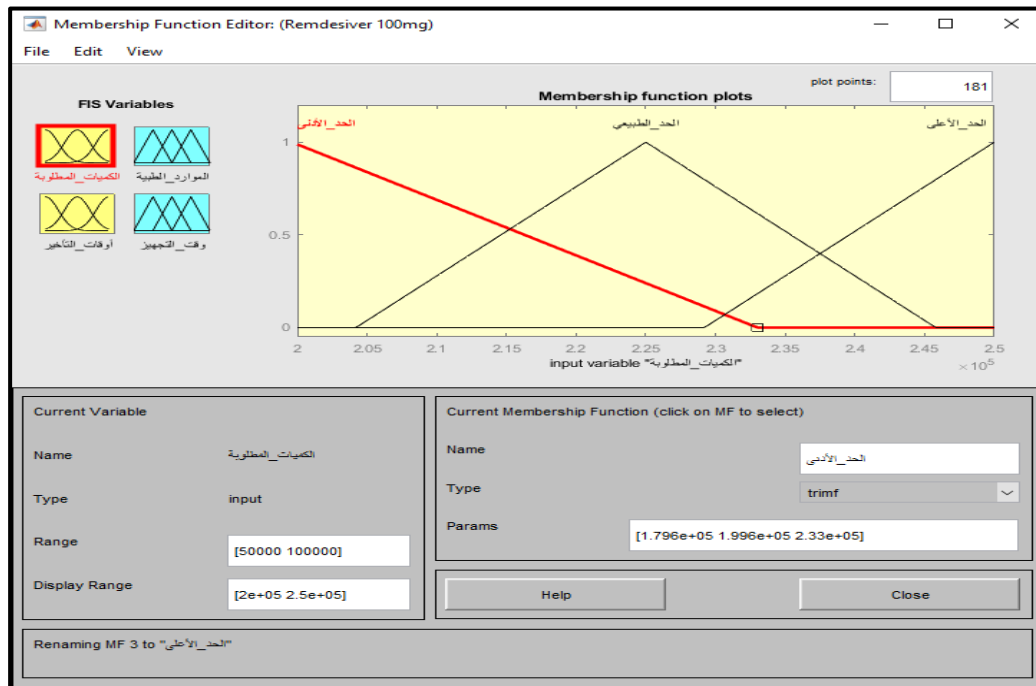 Membership Function Editor: (Remdesiver 100mg)
File Edit View
FIS Variables
الكميات_المطلوبة
الموارد_الطبية
أوقات_التأخير
وقت_التجهيز
plot points: 181
Membership function plots
الحد_الأدنى
الحد_الطبيعي
الحد_الأعلى
1
0.5
0
2 2.05 2.1 2.15 2.2 2.25 2.3 2.35 2.4 2.45 2.5
× 10⁵
input variable "الكميات_المطلوبة"
Current Variable
Name الكميات_المطلوبة
Type input
Range [50000 100000]
Display Range [2e+05 2.5e+05]
Current Membership Function (click on MF to select)
Name الحد_الأدنى
Type trimf
Params [1.796e+05 1.996e+05 2.33e+05]
Help Close
Renaming MF 3 to "الحد_الأعلى"